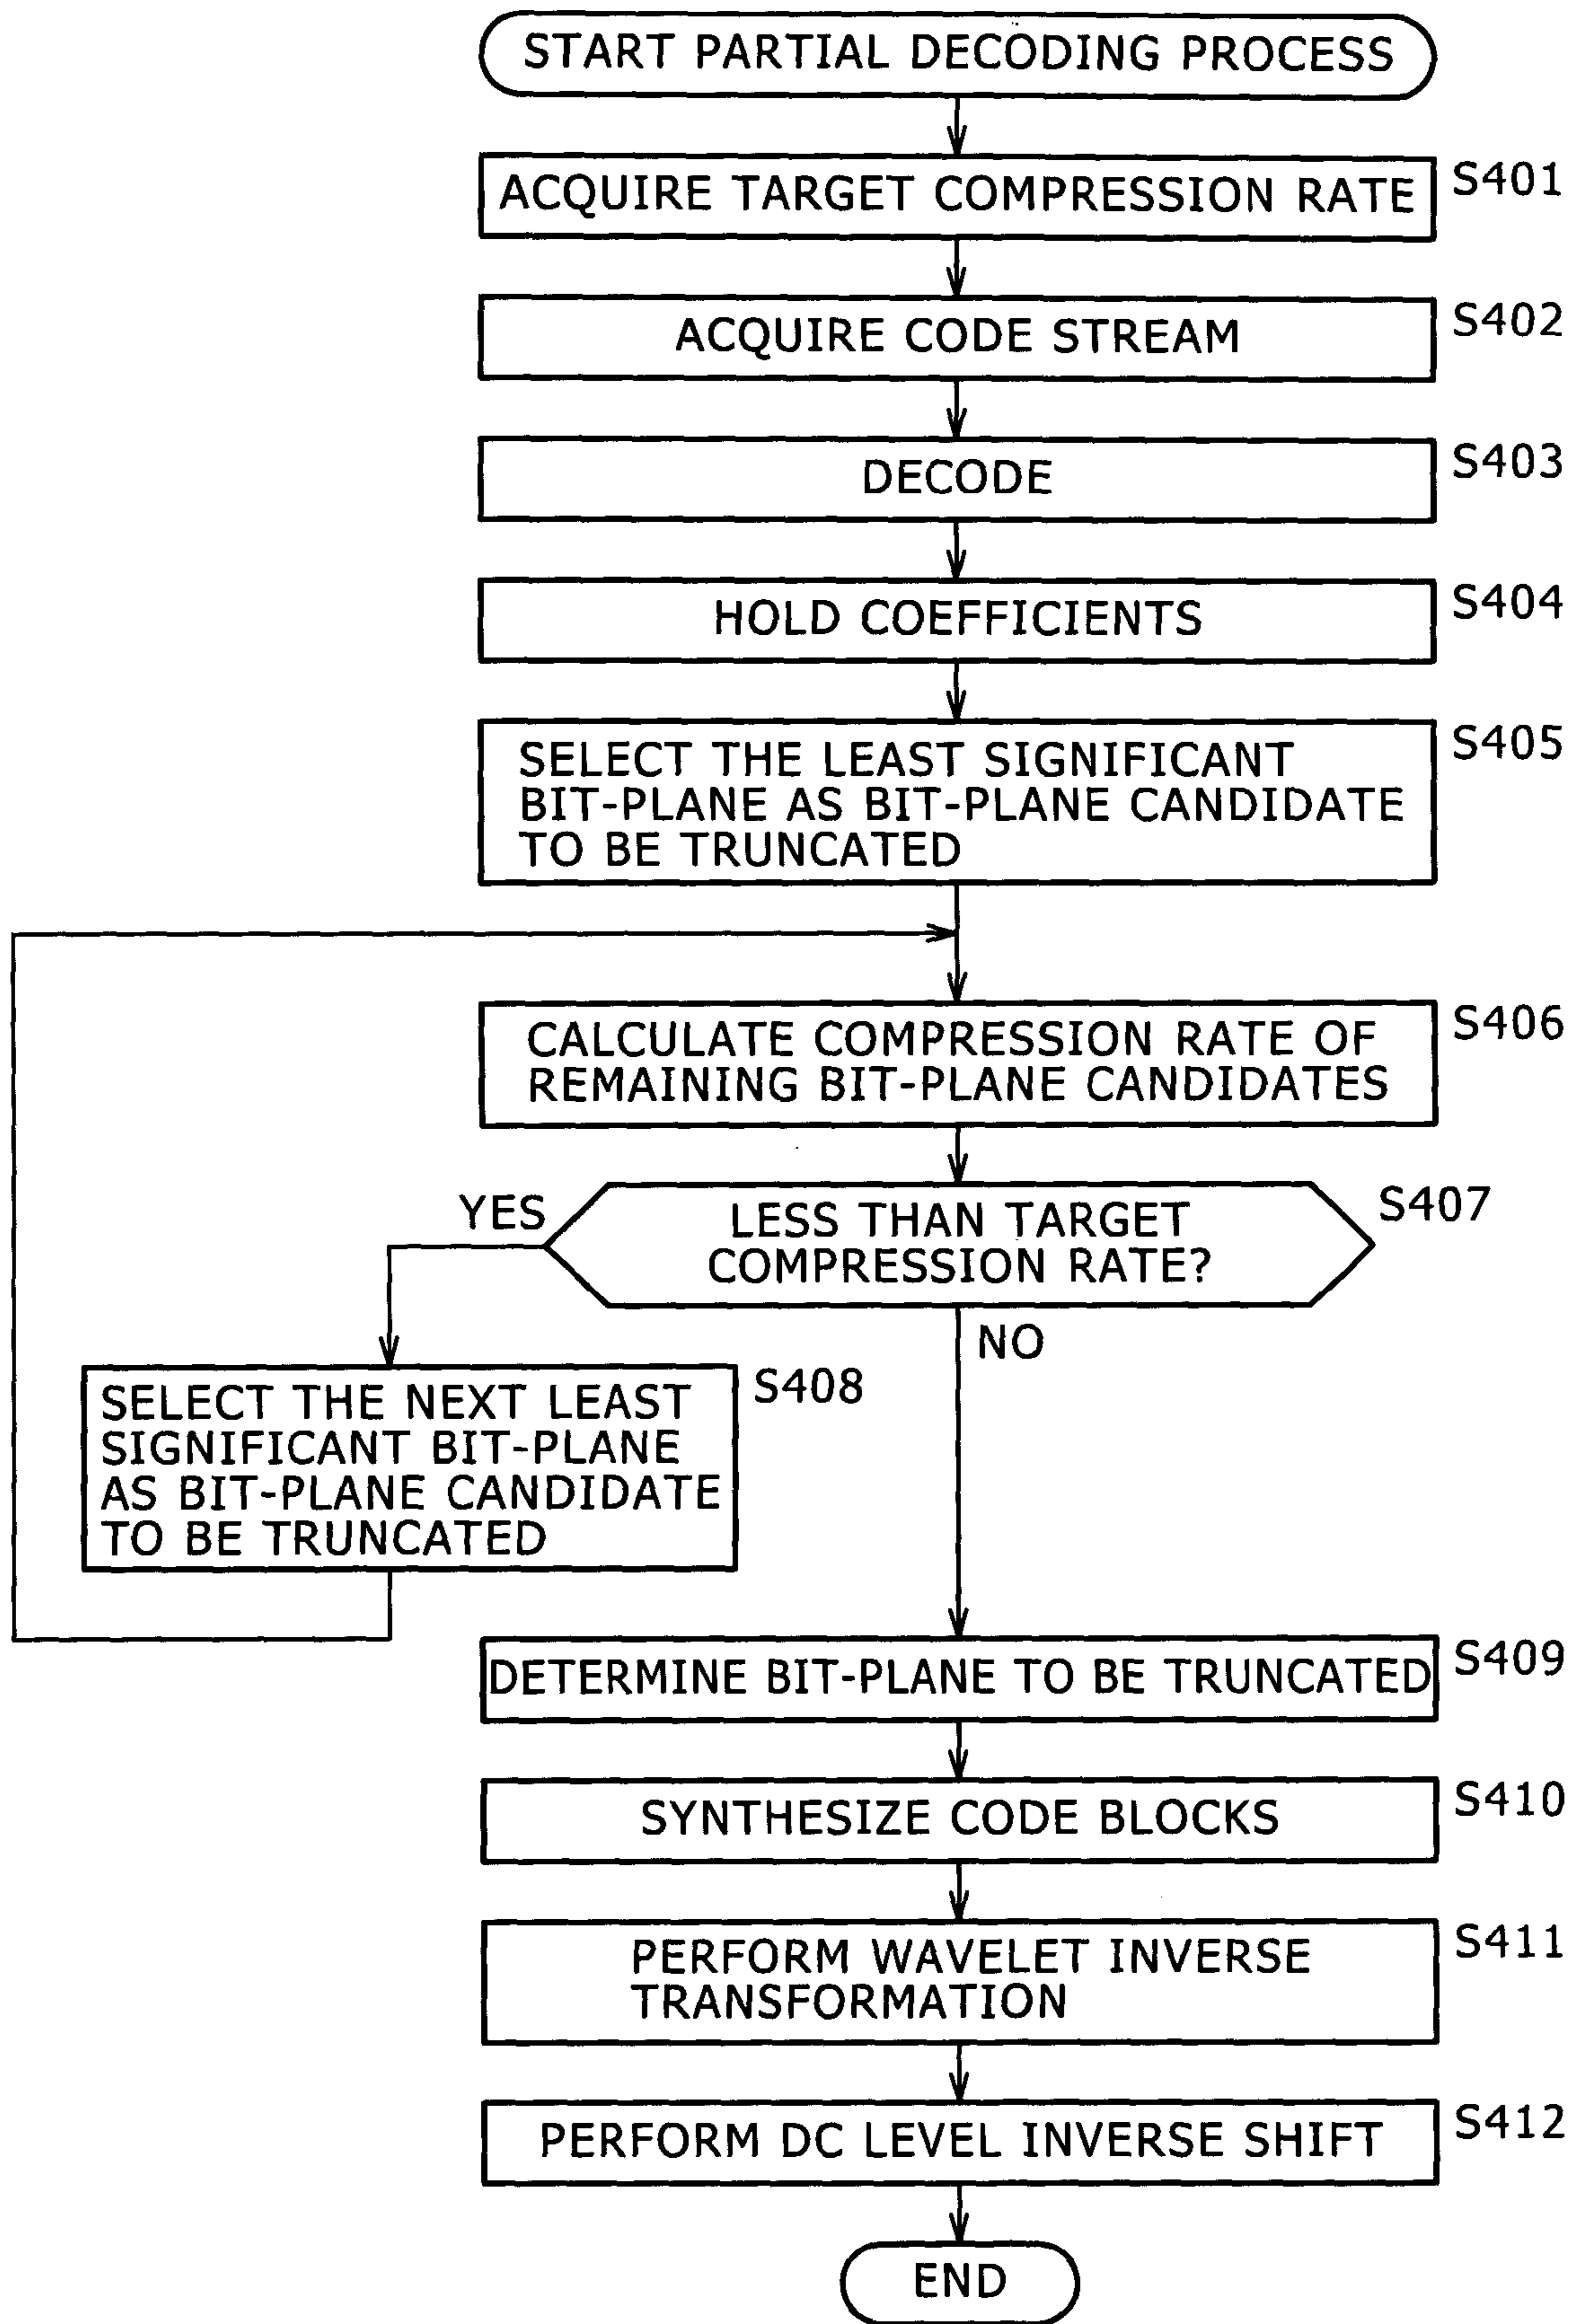 START PARTIAL DECODING PROCESS
ACQUIRE TARGET COMPRESSION RATE
S401
ACQUIRE CODE STREAM
S402
DECODE
S403
HOLD COEFFICIENTS
S404
SELECT THE LEAST SIGNIFICANT
BIT-PLANE AS BIT-PLANE CANDIDATE
TO BE TRUNCATED
S405
CALCULATE COMPRESSION RATE OF
REMAINING BIT-PLANE CANDIDATES
S406
LESS THAN TARGET
COMPRESSION RATE?
S407
YES
NO
SELECT THE NEXT LEAST
SIGNIFICANT BIT-PLANE
AS BIT-PLANE CANDIDATE
TO BE TRUNCATED
S408
DETERMINE BIT-PLANE TO BE TRUNCATED
S409
SYNTHESIZE CODE BLOCKS
S410
PERFORM WAVELET INVERSE
TRANSFORMATION
S411
PERFORM DC LEVEL INVERSE SHIFT
S412
END